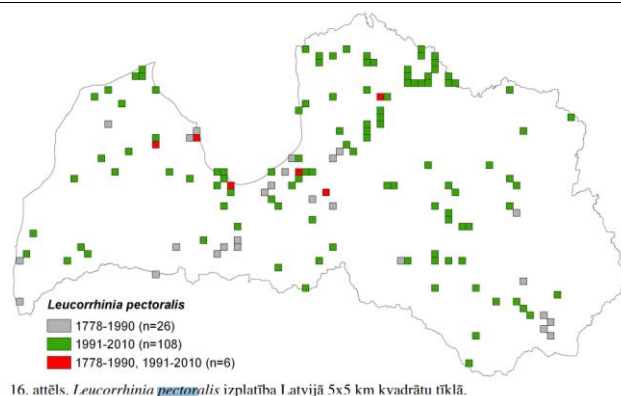 Leucorrhinia pectoralis
1778-1990 (n=26)
1991-2010 (n=108)
1778-1990, 1991-2010 (n=6)
16. attēls. Leucorrhinia pectoralis izplatība Latvijā 5x5 km kvadrātu tīklā.